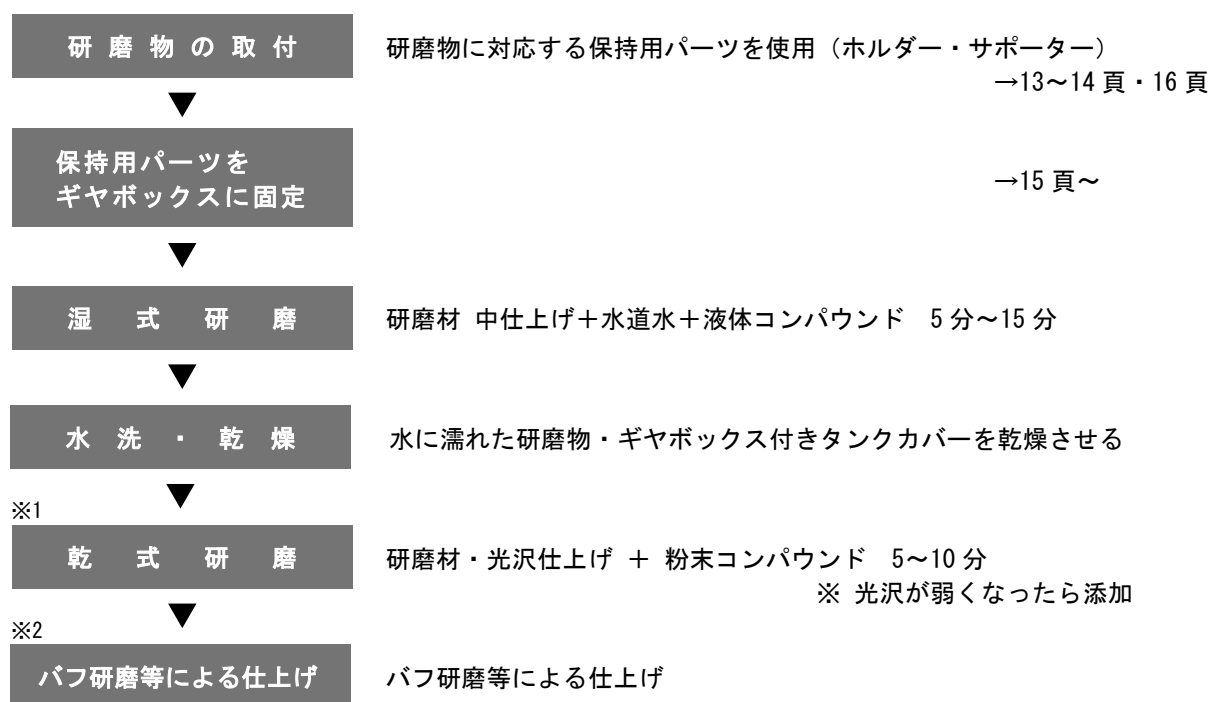 研磨物の取付
研磨物に対応する保持用パーツを使用（ホルダー・サポーター）
→13～14頁・16頁
▼
保持用パーツを
ギヤボックスに固定
→15頁～
▼
湿式研磨
研磨材 中仕上げ＋水道水＋液体コンパウンド　5分～15分
▼
水洗・乾燥
水に濡れた研磨物・ギヤボックス付きタンクカバーを乾燥させる
▼
※1
乾式研磨
研磨材・光沢仕上げ ＋ 粉末コンパウンド　5～10分
※ 光沢が弱くなったら添加
▼
※2
バフ研磨等による仕上げ
バフ研磨等による仕上げ